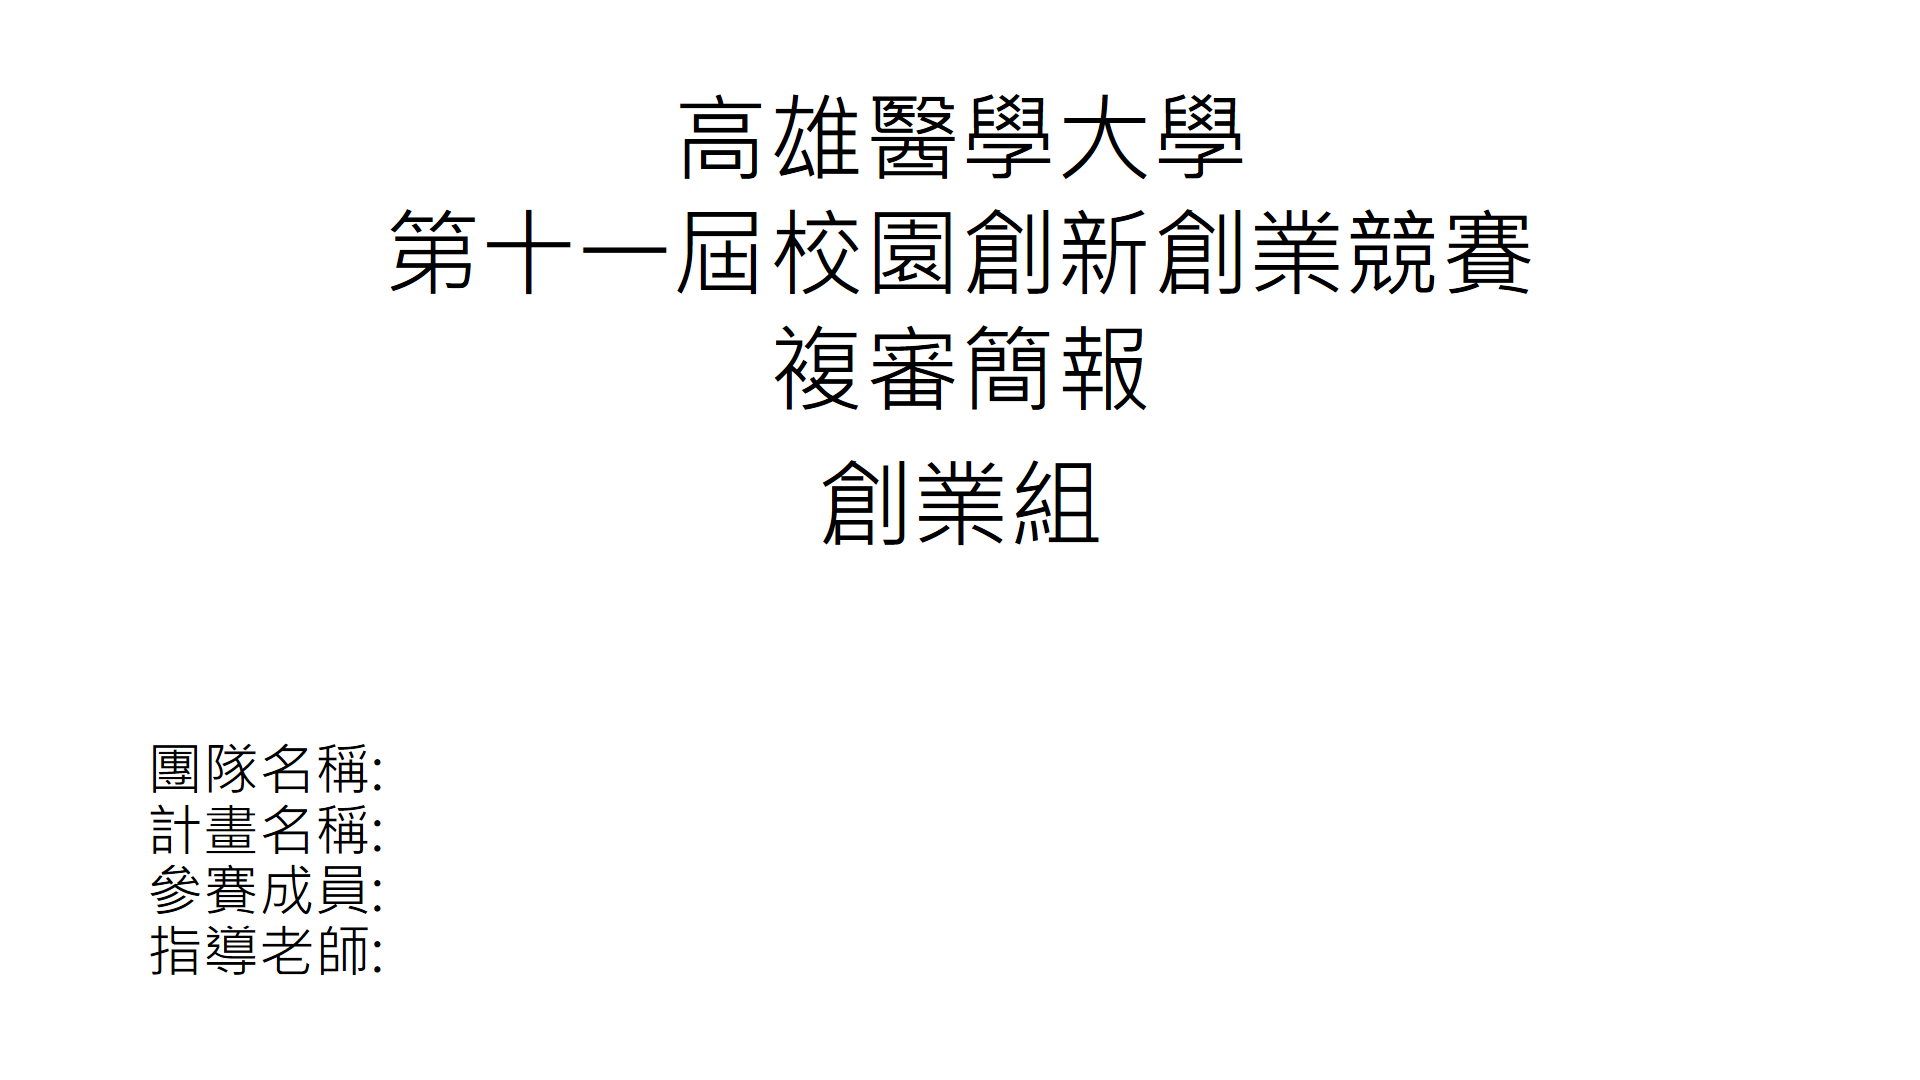 高雄醫學大學
第十一屆校園創新創業競賽
複審簡報
創業組
團隊名稱:
計畫名稱:
參賽成員:
指導老師: